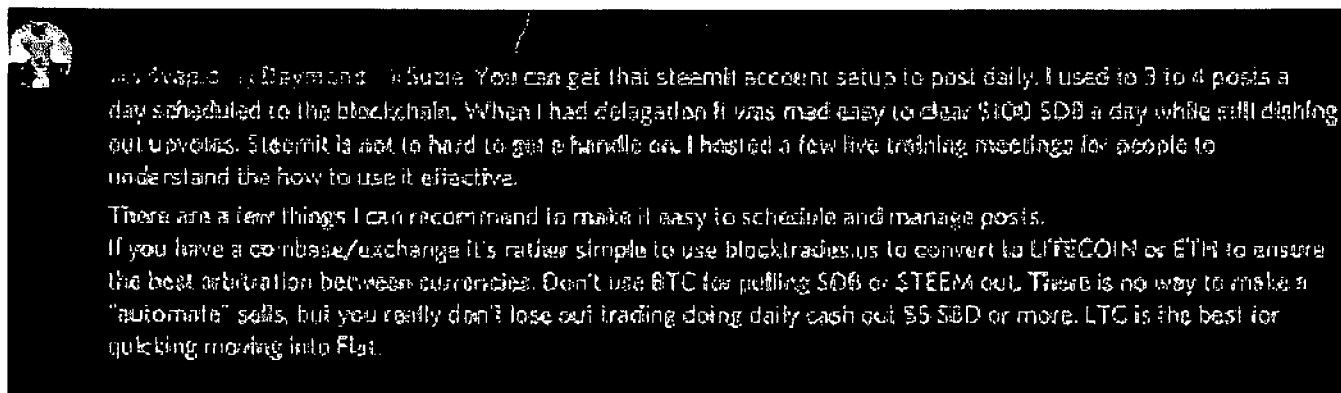 Daymond Suzie You can get that steemit account setup to post daily. I used to 3 to 4 posts a
day scheduled to the blockchain. When I had delagation it was mad easy to clear $100 SDB a day while still dishing
out upvotes. Steemit is not to hard to get a handle on. I hosted a few live training meetings for people to
understand the how to use it effective.
There are a few things I can recommend to make it easy to schedule and manage posts.
If you have a coinbase/exchange it's rather simple to use blocktrades.us to convert to LITECOIN or ETH to ensure
the best arbitration between currencies. Don't use BTC for pulling SDB or STEEM out. There is no way to make a
"automate" sells, but you really don't lose out trading doing daily cash out $5 SBD or more. LTC is the best for
quicking moving into Fiat.